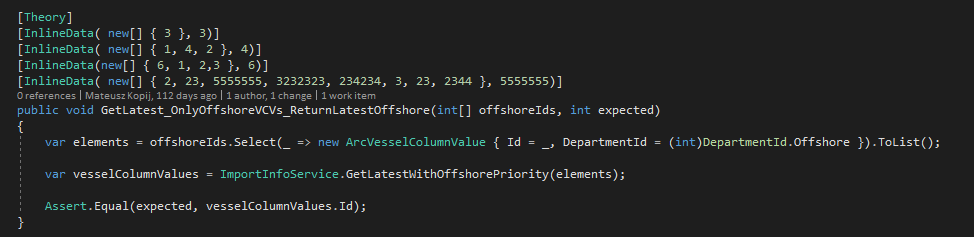 [Theory]
[InlineData( new[] { 3 }, 3)]
[InlineData( new[] { 1, 4, 2 }, 4)]
[InlineData(new[] { 6, 1, 2,3 }, 6)]
[InlineData( new[] { 2, 23, 5555555, 3232323, 234234, 3, 23, 2344 }, 5555555)]
0 references | Mateusz Kopij, 112 days ago | 1 author, 1 change | 1 work item
public void GetLatest_OnlyOffshoreVCVs_ReturnLatestOffshore(int[] offshoreIds, int expected)
{
var elements = offshoreIds.Select(_ => new ArcVesselColumnValue { Id = _, DepartmentId = (int)DepartmentId.Offshore }).ToList();
var vesselColumnValues = ImportInfoService.GetLatestWithOffshorePriority(elements);
Assert.Equal(expected, vesselColumnValues.Id);
}